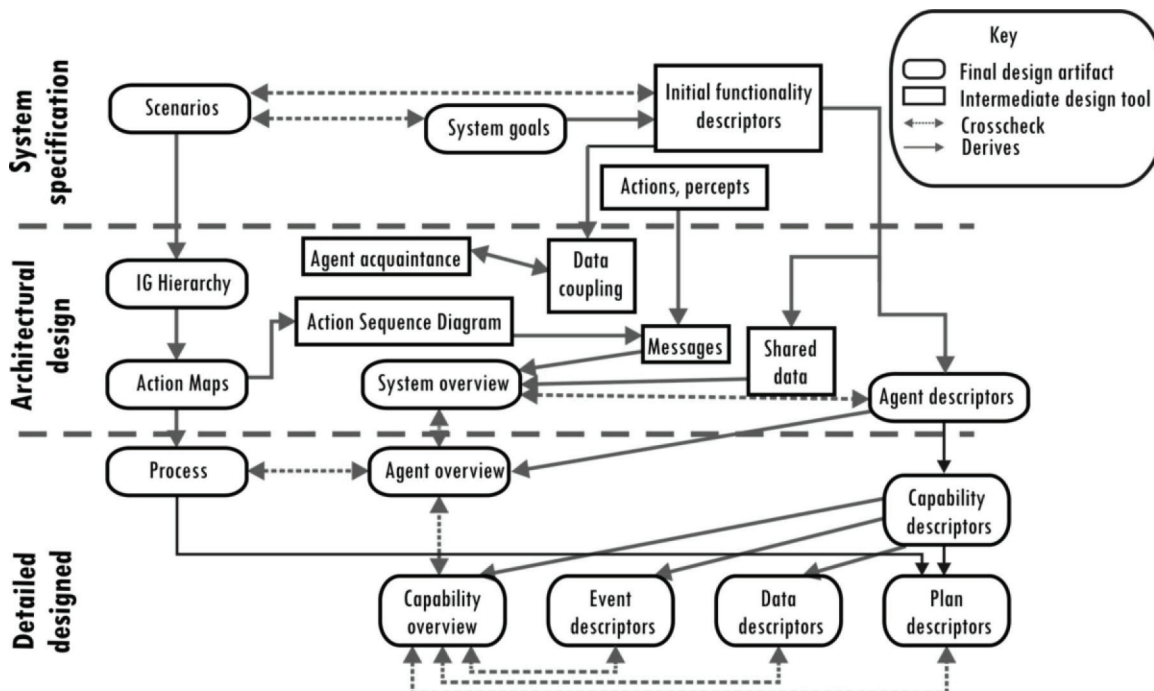 System
specification
Architectural
design
Detailed
designed
Key
Final design artifact
Intermediate design tool
Crosscheck
Derives
Scenarios
System goals
Initial functionality
descriptors
Actions, percepts
IG Hierarchy
Agent acquaintance
Data
coupling
Action Sequence Diagram
Messages
Shared
data
Action Maps
System overview
Agent descriptors
Process
Agent overview
Capability
descriptors
Capability
overview
Event
descriptors
Data
descriptors
Plan
descriptors